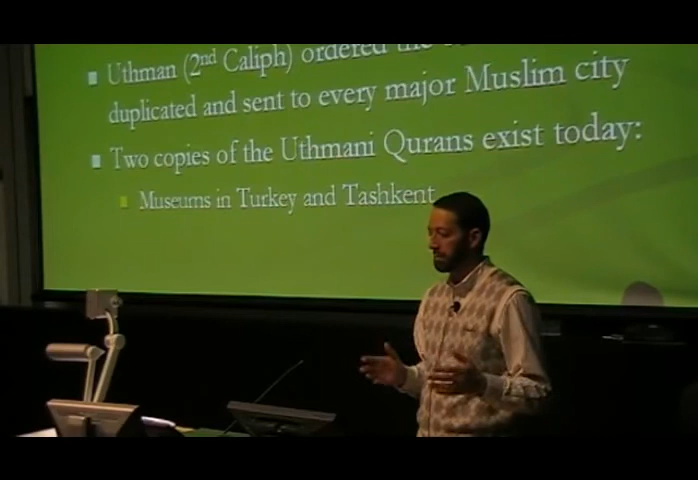 Uthman (2nd Caliph) ordered the
duplicated and sent to every major Muslim city
Two copies of the Uthmani Qurans exist today:
Museums in Turkey and Tashkent